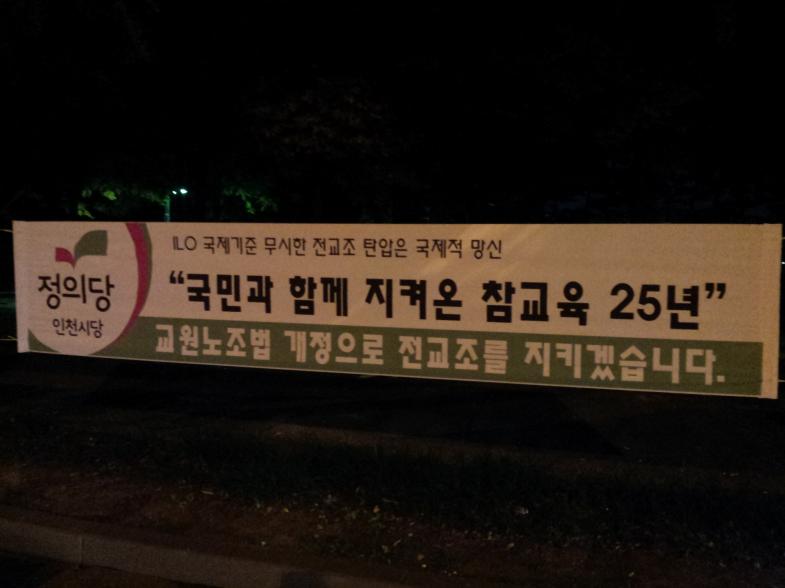 정의당
인천시당
ILO 국제기준 무시한 전교조 탄압은 국제적 망신
“국민과 함께 지켜온 참교육 25년”
교원노조법 개정으로 전교조를 지키겠습니다.